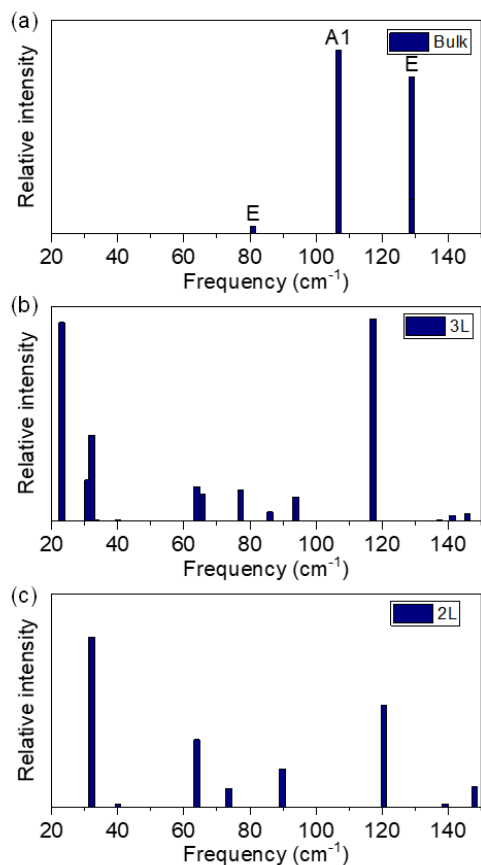 (a)
A1
Bulk
E
E
Relative intensity
20 40 60 80 100 120 140
Frequency (cm⁻¹)
(b)
3L
Relative intensity
20 40 60 80 100 120 140
Frequency (cm⁻¹)
(c)
2L
Relative intensity
20 40 60 80 100 120 140
Frequency (cm⁻¹)